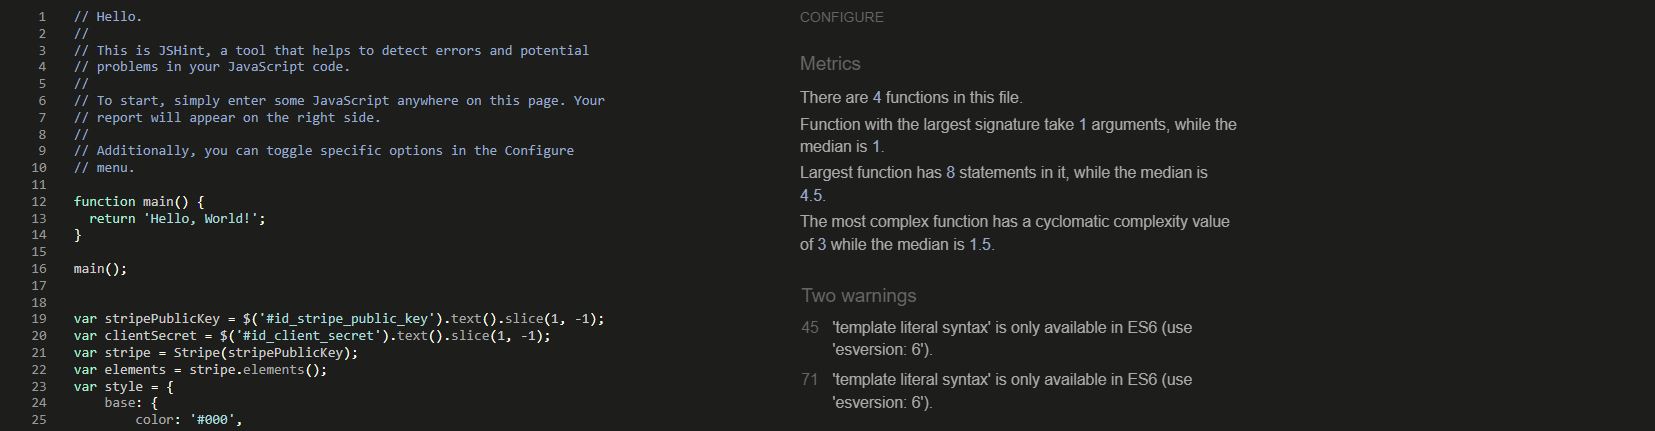 1 // Hello.
2 //
3 // This is JSHint, a tool that helps to detect errors and potential
4 // problems in your JavaScript code.
5 //
6 // To start, simply enter some JavaScript anywhere on this page. Your
7 // report will appear on the right side.
8 //
9 // Additionally, you can toggle specific options in the Configure
10 // menu.
11
12 function main() {
13   return 'Hello, World!';
14 }
15
16 main();
17
18
19 var stripePublicKey = $('#id_stripe_public_key').text().slice(1, -1);
20 var clientSecret = $('#id_client_secret').text().slice(1, -1);
21 var stripe = Stripe(stripePublicKey);
22 var elements = stripe.elements();
23 var style = {
24     base: {
25         color: '#000',
CONFIGURE
Metrics
There are 4 functions in this file.
Function with the largest signature take 1 arguments, while the
median is 1.
Largest function has 8 statements in it, while the median is
4.5.
The most complex function has a cyclomatic complexity value
of 3 while the median is 1.5.
Two warnings
45 'template literal syntax' is only available in ES6 (use
'esversion: 6').
71 'template literal syntax' is only available in ES6 (use
'esversion: 6').